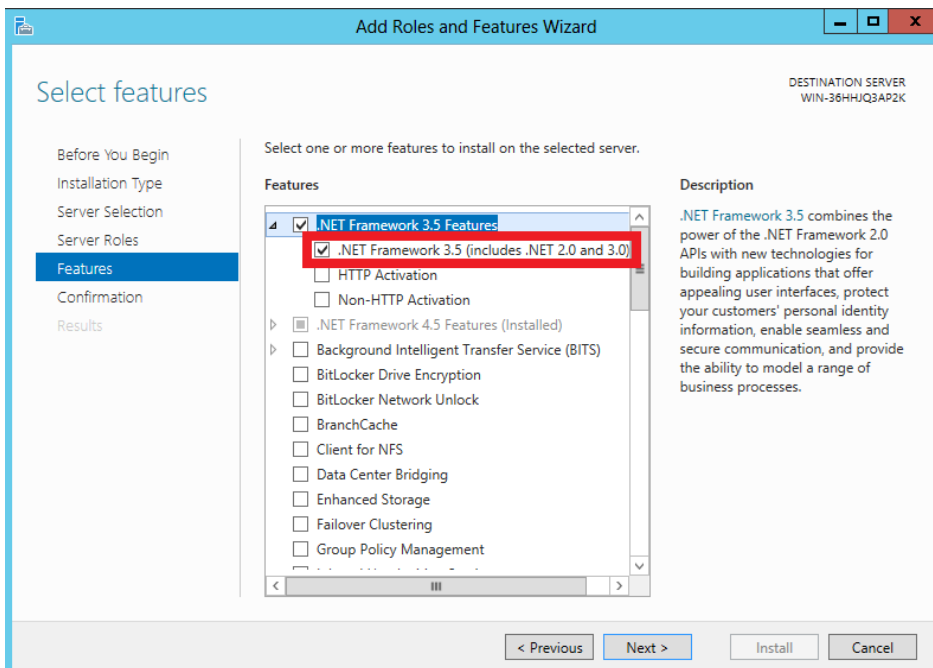 Add Roles and Features Wizard
Select features
DESTINATION SERVER
WIN-36HHJQ3AP2K
Before You Begin
Installation Type
Server Selection
Server Roles
Features
Confirmation
Results
Select one or more features to install on the selected server.
Features
.NET Framework 3.5 Features
.NET Framework 3.5 (includes .NET 2.0 and 3.0)
HTTP Activation
Non-HTTP Activation
.NET Framework 4.5 Features (Installed)
Background Intelligent Transfer Service (BITS)
BitLocker Drive Encryption
BitLocker Network Unlock
BranchCache
Client for NFS
Data Center Bridging
Enhanced Storage
Failover Clustering
Group Policy Management
Description
.NET Framework 3.5 combines the
power of the .NET Framework 2.0
APIs with new technologies for
building applications that offer
appealing user interfaces, protect
your customers' personal identity
information, enable seamless and
secure communication, and provide
the ability to model a range of
business processes.
< Previous
Next >
Install
Cancel